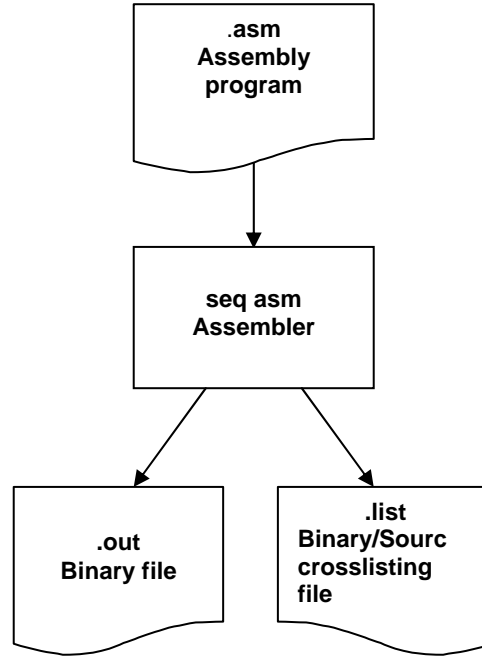 .asm
Assembly
program
seq asm
Assembler
.out
Binary file
.list
Binary/Sourc
crosslisting
file